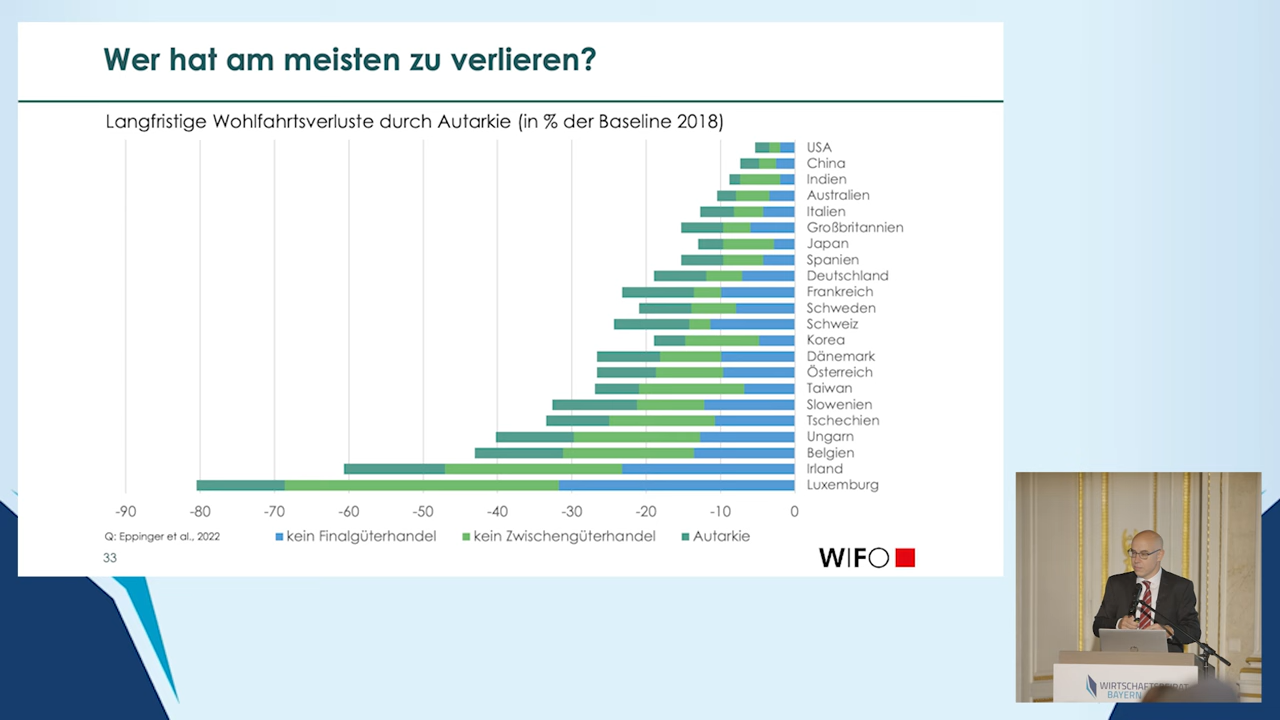 Wer hat am meisten zu verlieren?
Langfristige Wohlfahrtsverluste durch Autarkie (in % der Baseline 2018)
USA
China
Indien
Australien
Italien
Großbritannien
Japan
Spanien
Deutschland
Frankreich
Schweden
Schweiz
Korea
Dänemark
Österreich
Taiwan
Slowenien
Tschechien
Ungarn
Belgien
Irland
Luxemburg
-90 -80 -70 -60 -50 -40 -30 -20 -10 0
Q: Eppinger et al., 2022 kein Finalgüterhandel kein Zwischengüterhandel Autarkie
33
WIFO
BAYERN